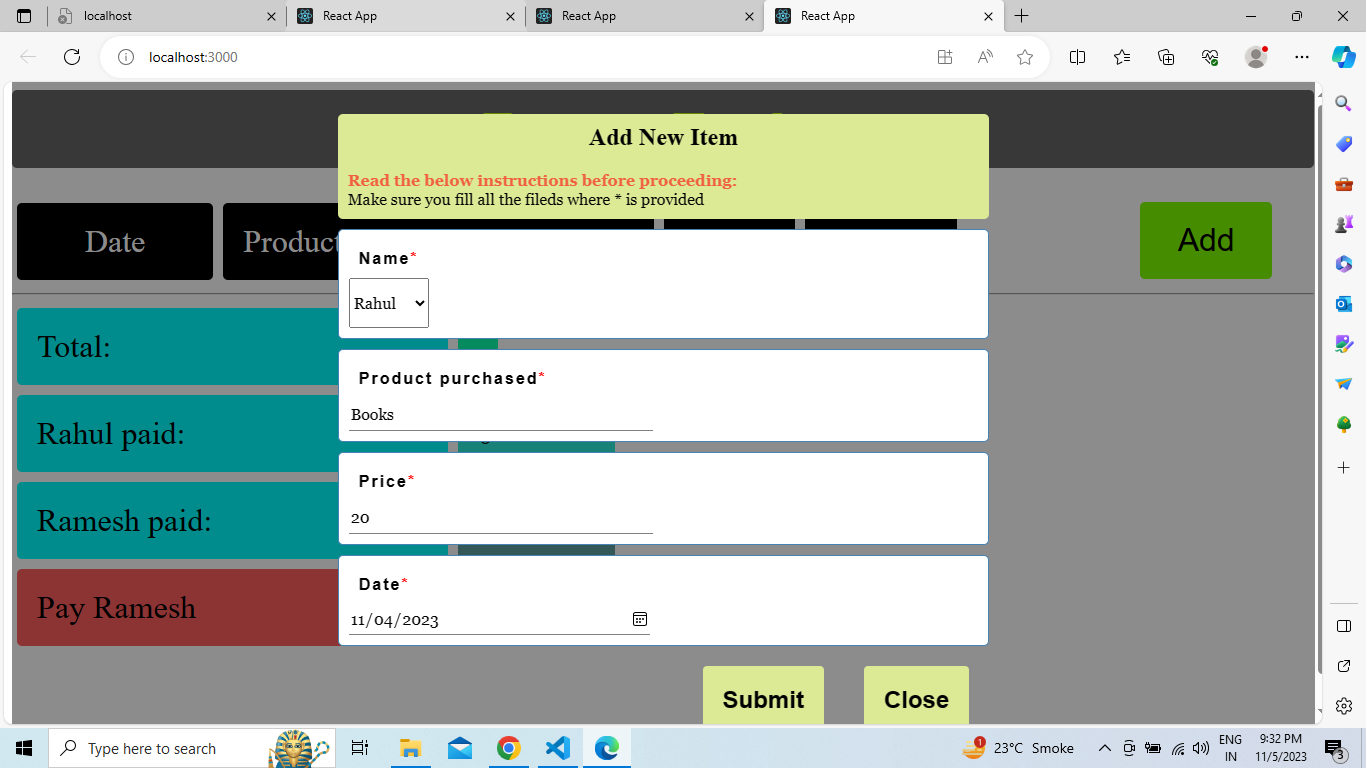 localhost
React App
React App
React App
localhost:3000
Add New Item
Read the below instructions before proceeding:
Make sure you fill all the fileds where * is provided
Date
Product
Add
Name*
Rahul
Total:
Product purchased*
Books
Rahul paid:
Price*
20
Ramesh paid:
Date*
11/04/2023
Pay Ramesh
Submit
Close
Type here to search
1
23°C Smoke
ENG
IN
9:32 PM
11/5/2023
3